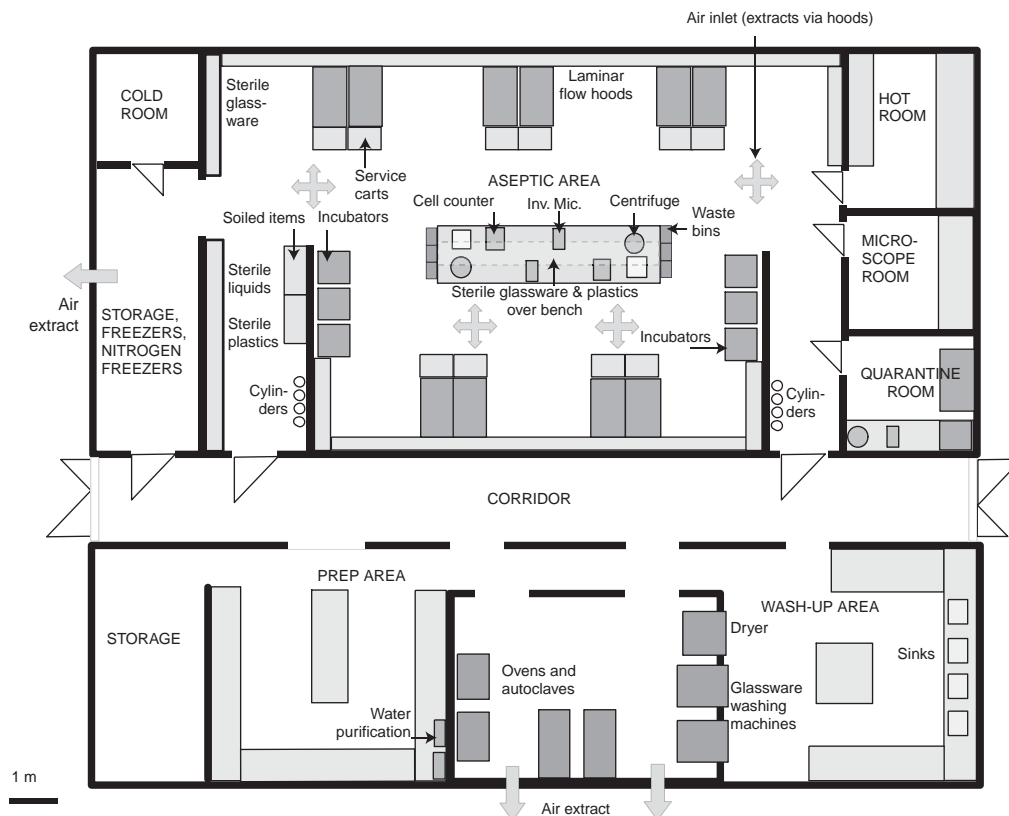 Air inlet (extracts via hoods)
COLD
ROOM
Sterile
glass-
ware
Laminar
flow hoods
HOT
ROOM
Service
carts
ASEPTIC AREA
Cell counter
Inv. Mic.
Centrifuge
Waste
bins
Soiled items
Incubators
MICRO-
SCOPE
ROOM
Sterile
liquids
Sterile
plastics
Sterile glassware & plastics
over bench
Air
extract
STORAGE,
FREEZERS,
NITROGEN
FREEZERS
Incubators
QUARANTINE
ROOM
Cylin-
ders
Cylin-
ders
CORRIDOR
PREP AREA
STORAGE
WASH-UP AREA
Dryer
Sinks
Ovens and
autoclaves
Glassware
washing
machines
Water
purification
1 m
Air extract